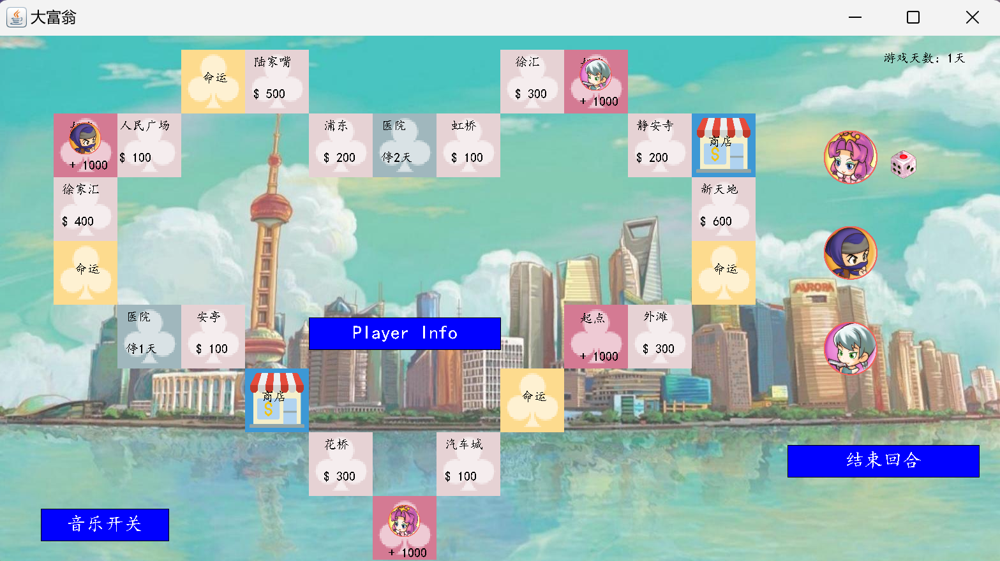 大富翁
游戏天数: 1天
命运
陆家嘴
$ 500
徐汇
$ 300
+ 1000
+ 1000
人民广场
$ 100
浦东
$ 200
医院
停2天
虹桥
$ 100
静安寺
$ 200
商店
$
徐家汇
$ 400
新天地
$ 600
命运
命运
医院
停1天
安亭
$ 100
Player Info
起点
+ 1000
外滩
$ 300
AURORA
商店
$
命运
花桥
$ 300
汽车城
$ 100
结束回合
音乐开关
+ 1000